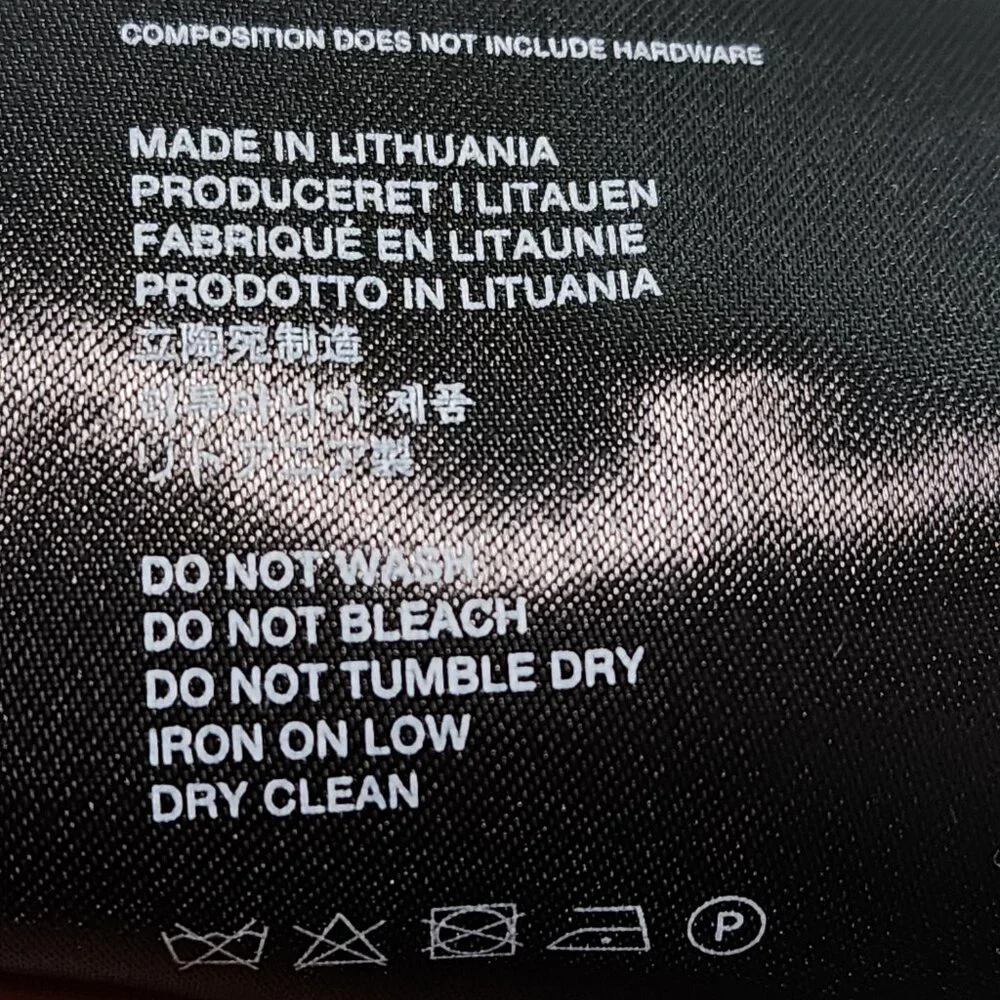 COMPOSITION DOES NOT INCLUDE HARDWARE
MADE IN LITHUANIA
PRODUCERET I LITAUEN
FABRIQUÉ EN LITAUNIE
PRODOTTO IN LITUANIA
立陶宛制造
리투아니아 제품
リトアニア製
DO NOT WASH
DO NOT BLEACH
DO NOT TUMBLE DRY
IRON ON LOW
DRY CLEAN
P